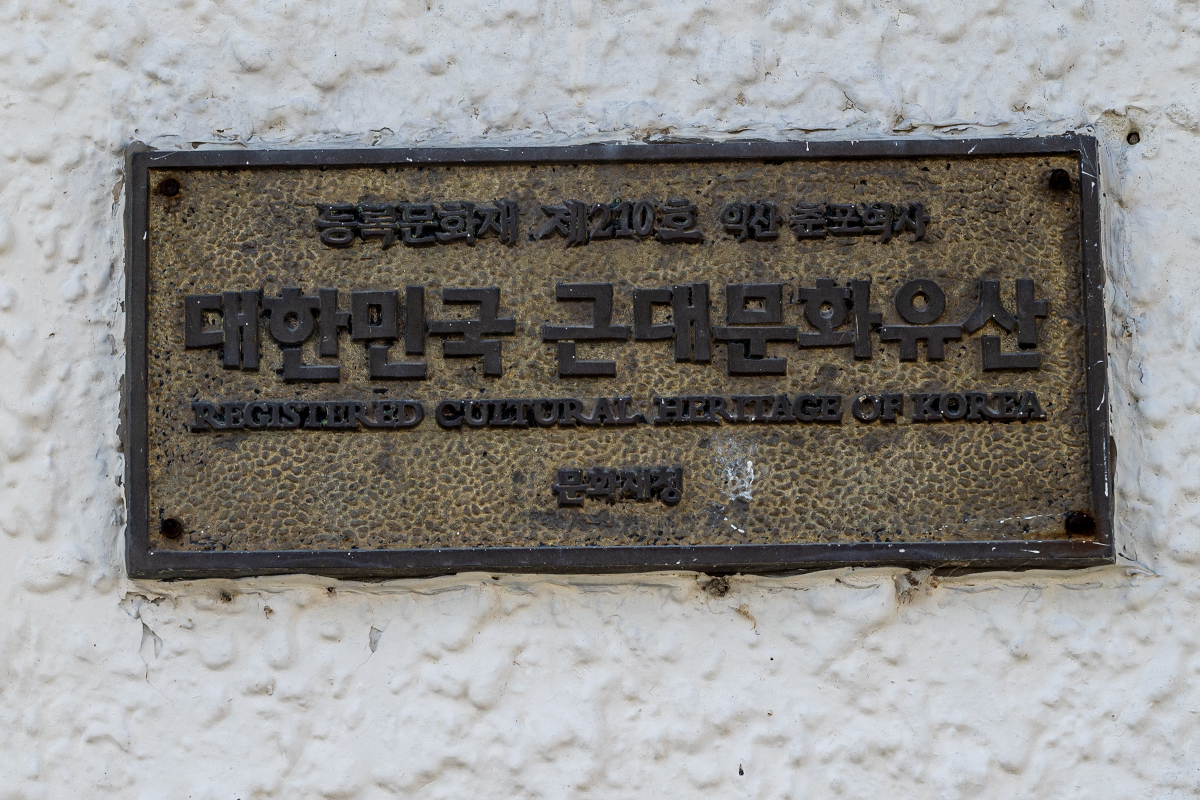 등록문화재 제210호 익산 춘포역사
대한민국 근대문화유산
REGISTERED CULTURAL HERITAGE OF KOREA
문화재청